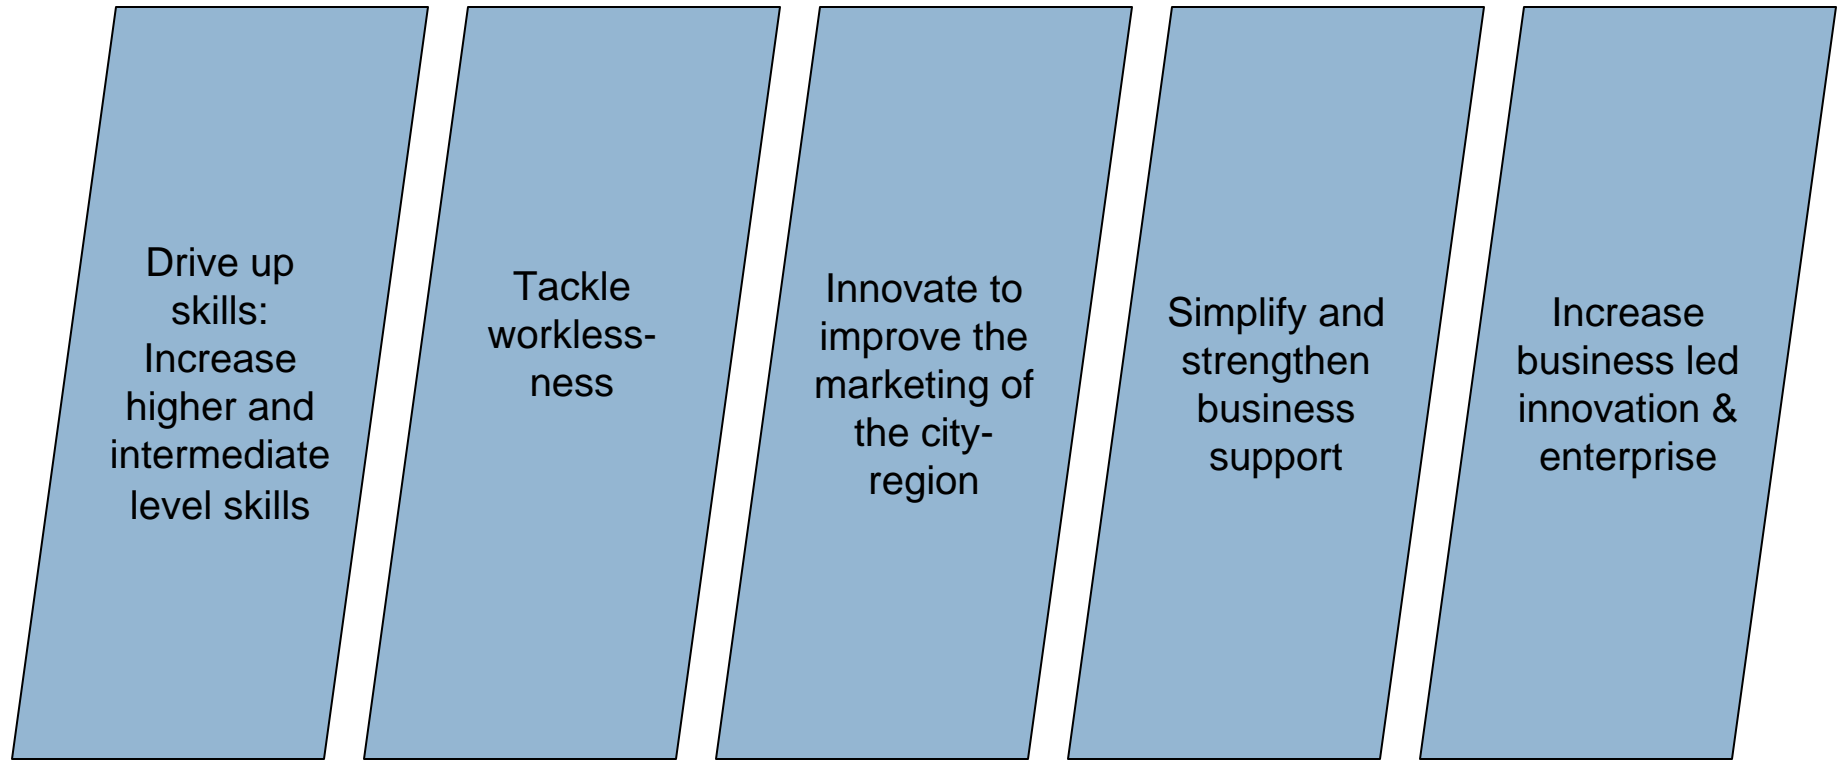 Drive up
skills:
Increase
higher and
intermediate
level skills
Tackle
workless-
ness
Innovate to
improve the
marketing of
the city-
region
Simplify and
strengthen
business
support
Increase
business led
innovation &
enterprise